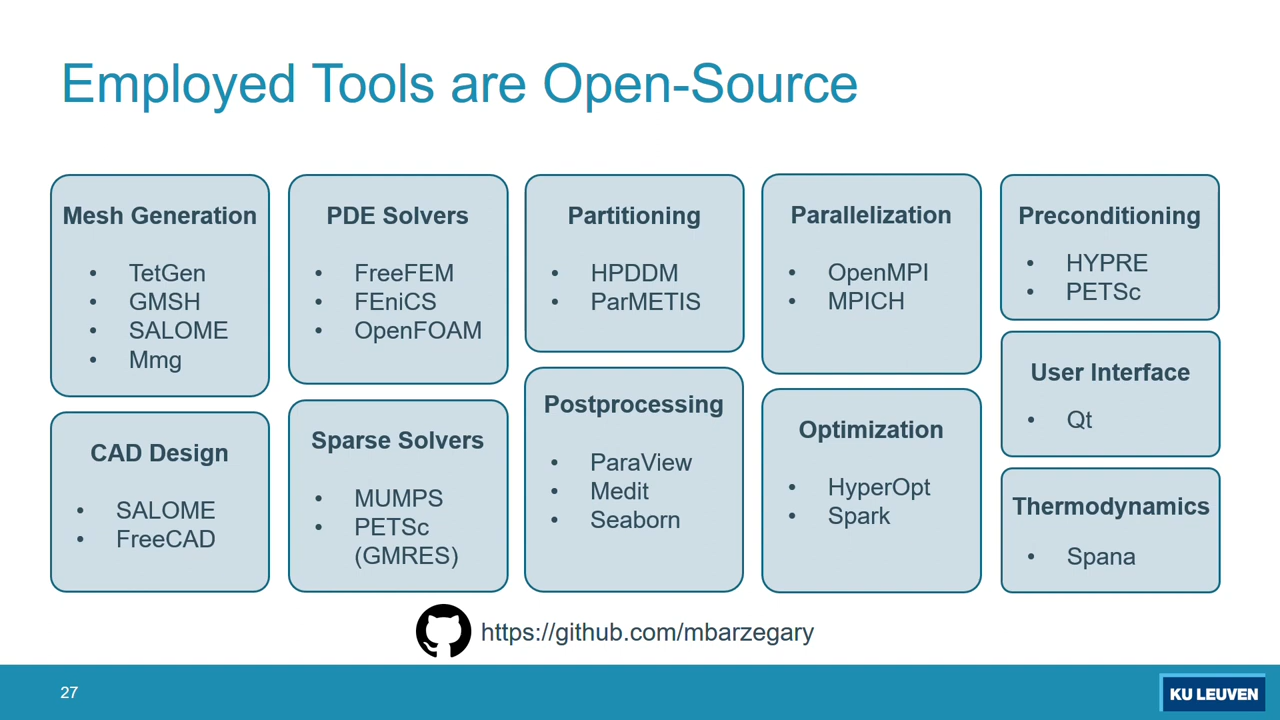 Employed Tools are Open-Source
Mesh Generation
• TetGen
• GMSH
• SALOME
• Mmg
CAD Design
• SALOME
• FreeCAD
PDE Solvers
• FreeFEM
• FEniCS
• OpenFOAM
Sparse Solvers
• MUMPS
• PETSc
(GMRES)
Partitioning
• HPDDM
• ParMETIS
Postprocessing
• ParaView
• Medit
• Seaborn
Parallelization
• OpenMPI
• MPICH
Optimization
• HyperOpt
• Spark
Preconditioning
• HYPRE
• PETSc
User Interface
• Qt
Thermodynamics
• Spana
https://github.com/mbarzegary
27
KU LEUVEN